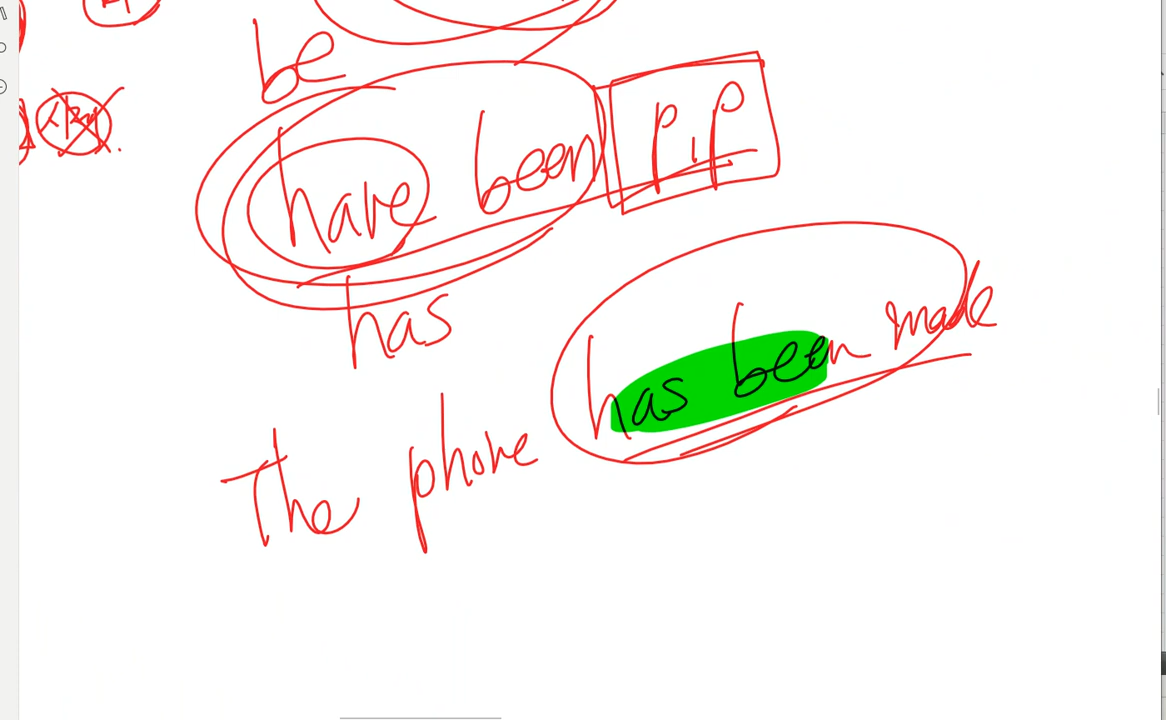 be
have been p.p
has
has been made
The phone